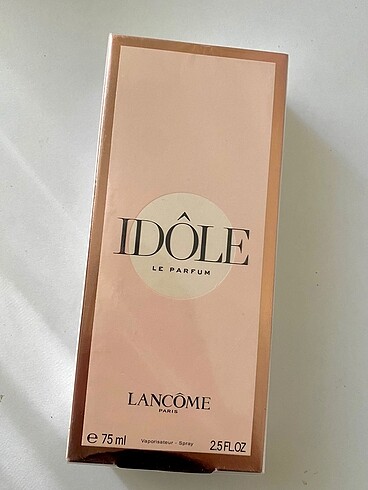 IDÔLE
LE PARFUM
LANCÔME
PARIS
e 75 ml Vaporisateur - Spray 2.5 FL.OZ